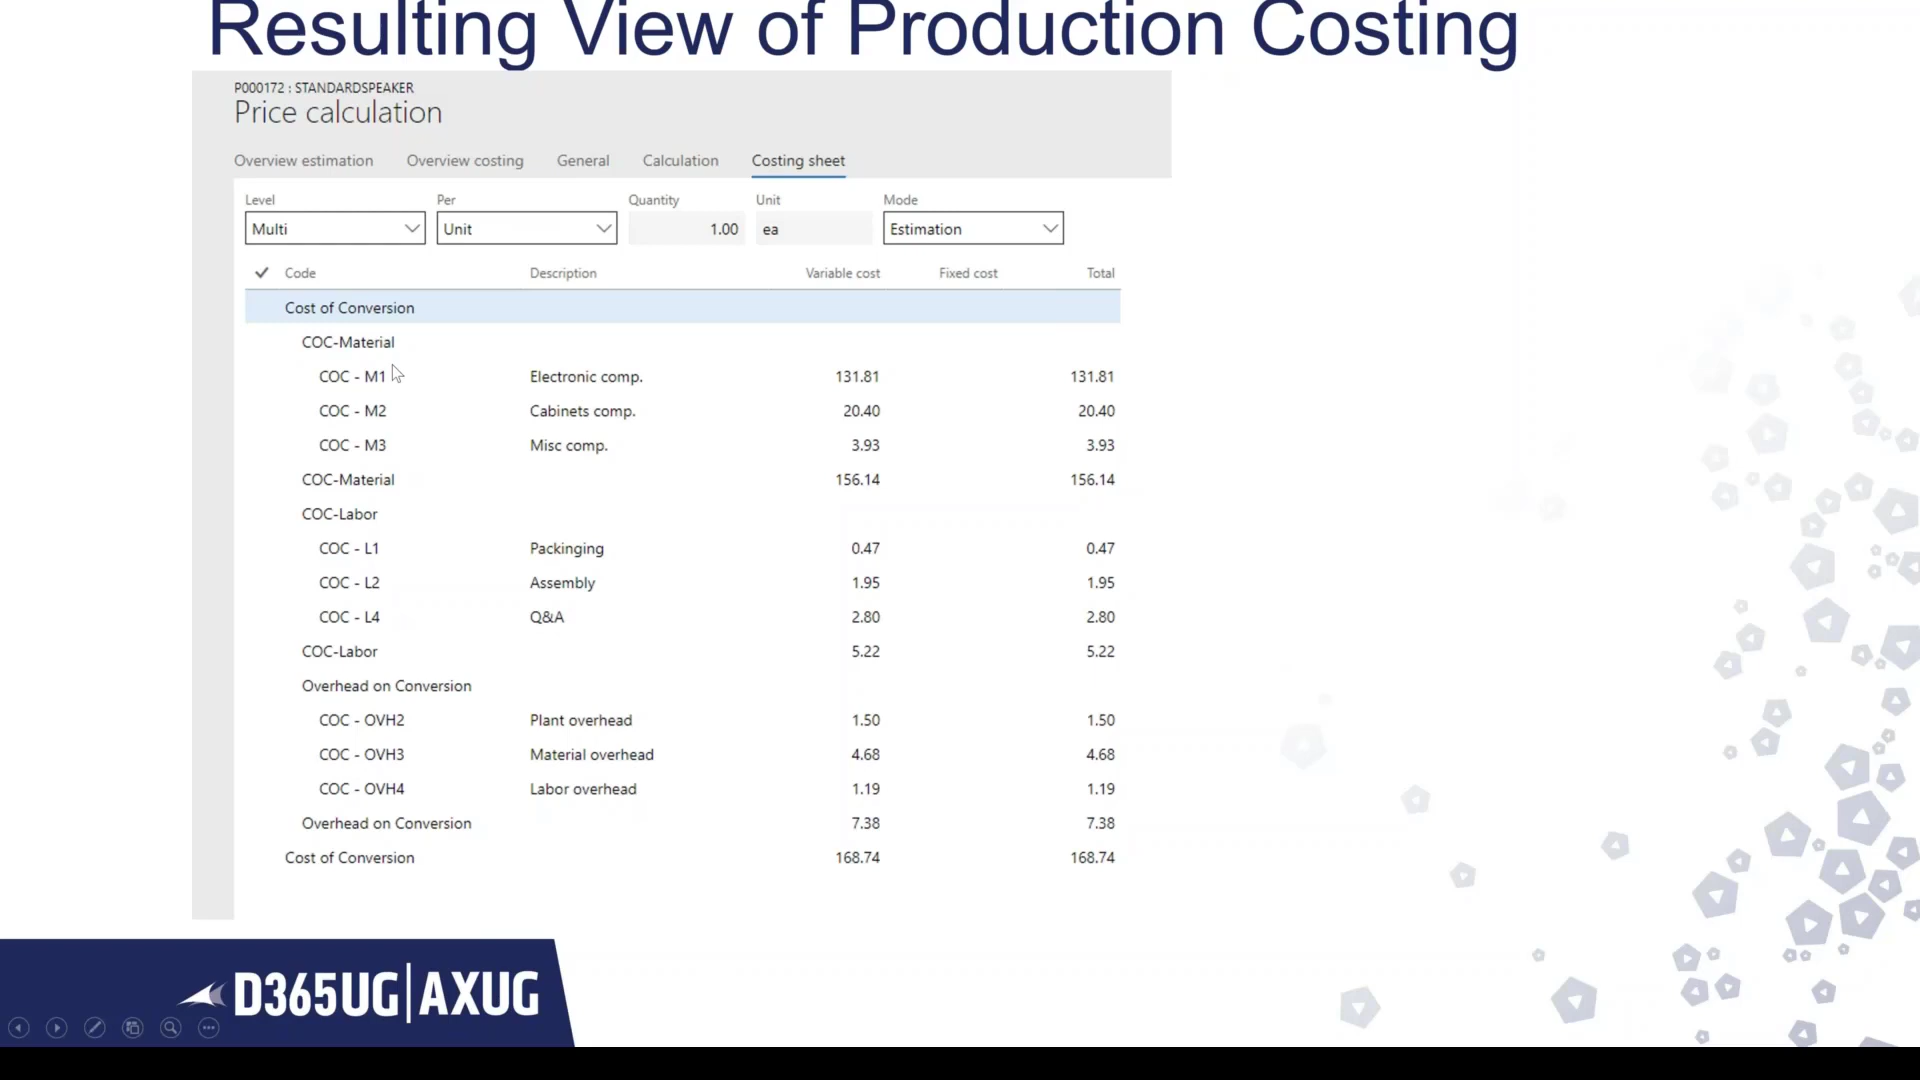 Resulting View of Production Costing
P000172 : STANDARDSPEAKER
Price calculation
Overview estimation Overview costing General Calculation Costing sheet
Level Per Quantity Unit Mode
Multi Unit 1.00 ea Estimation
Code Description Variable cost Fixed cost Total
Cost of Conversion
COC-Material
COC - M1 Electronic comp. 131.81 131.81
COC - M2 Cabinets comp. 20.40 20.40
COC - M3 Misc comp. 3.93 3.93
COC-Material 156.14 156.14
COC-Labor
COC - L1 Packinging 0.47 0.47
COC - L2 Assembly 1.95 1.95
COC - L4 Q&A 2.80 2.80
COC-Labor 5.22 5.22
Overhead on Conversion
COC - OVH2 Plant overhead 1.50 1.50
COC - OVH3 Material overhead 4.68 4.68
COC - OVH4 Labor overhead 1.19 1.19
Overhead on Conversion 7.38 7.38
Cost of Conversion 168.74 168.74
D365UG|AXUG